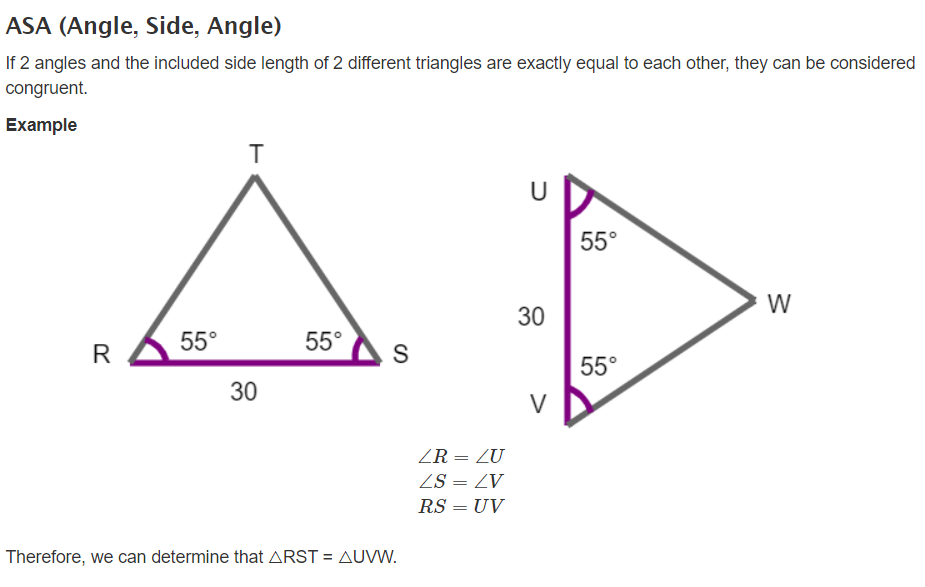 ASA (Angle, Side, Angle)
If 2 angles and the included side length of 2 different triangles are exactly equal to each other, they can be considered
congruent.
Example
T
R
55°
55°
S
30
U
55°
30
W
55°
V
∠R = ∠U
∠S = ∠V
RS = UV
Therefore, we can determine that △RST = △UVW.